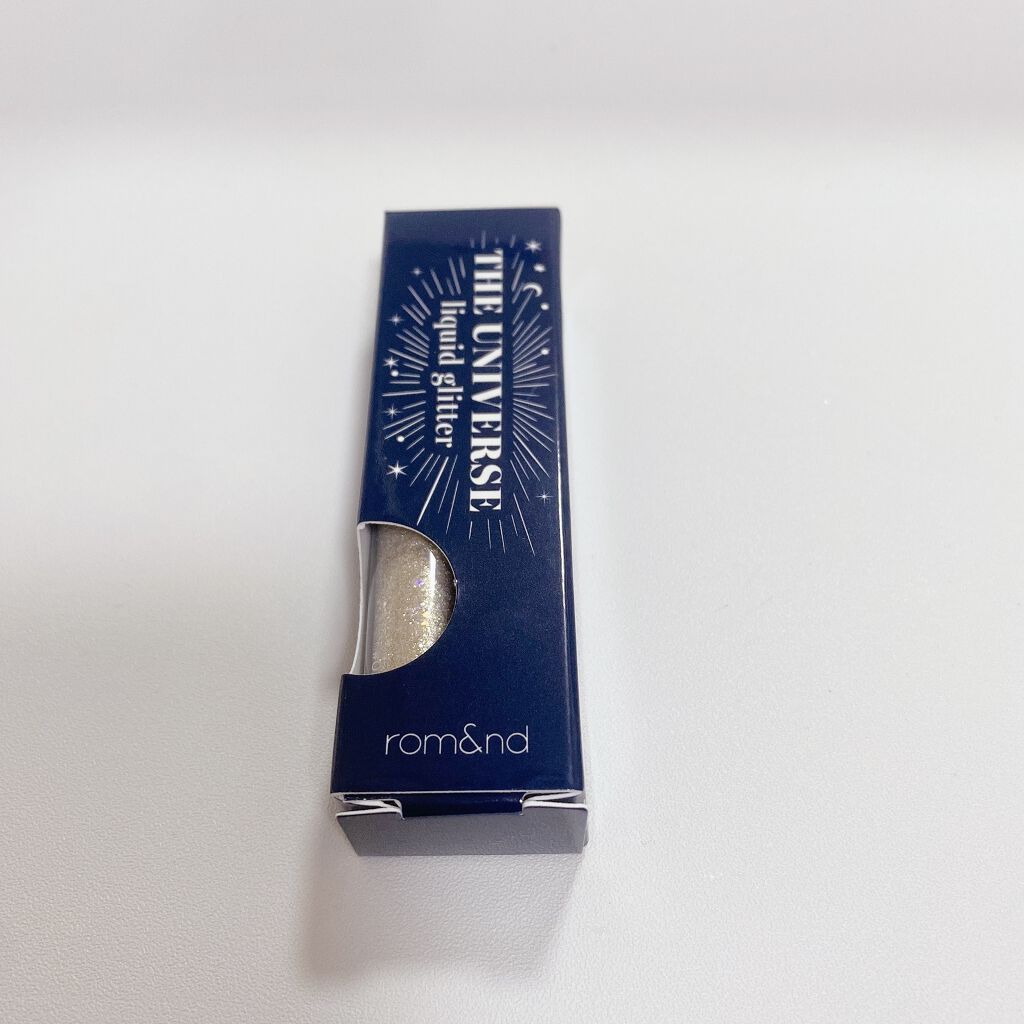 THE UNIVERSE
liquid glitter
rom&nd